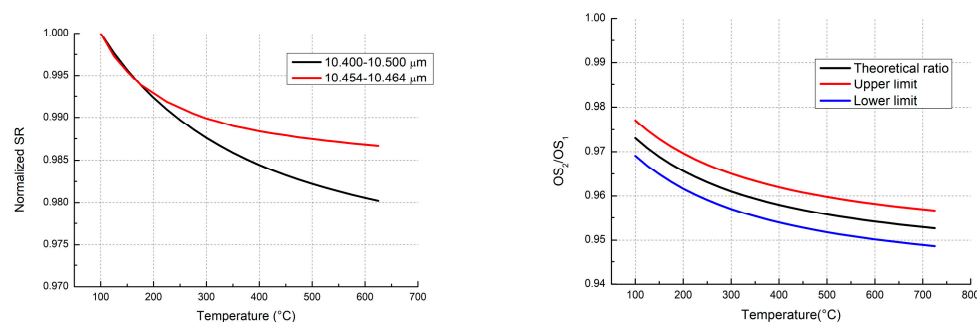 1.000
0.995
0.990
0.985
0.980
0.975
0.970
Normalized SR
10.400-10.500 μm
10.454-10.464 μm
100 200 300 400 500 600 700
Temperature (°C)
1.00
0.99
0.98
0.97
0.96
0.95
0.94
OS₂/OS₁
Theoretical ratio
Upper limit
Lower limit
100 200 300 400 500 600 700 800
Temperature(°C)